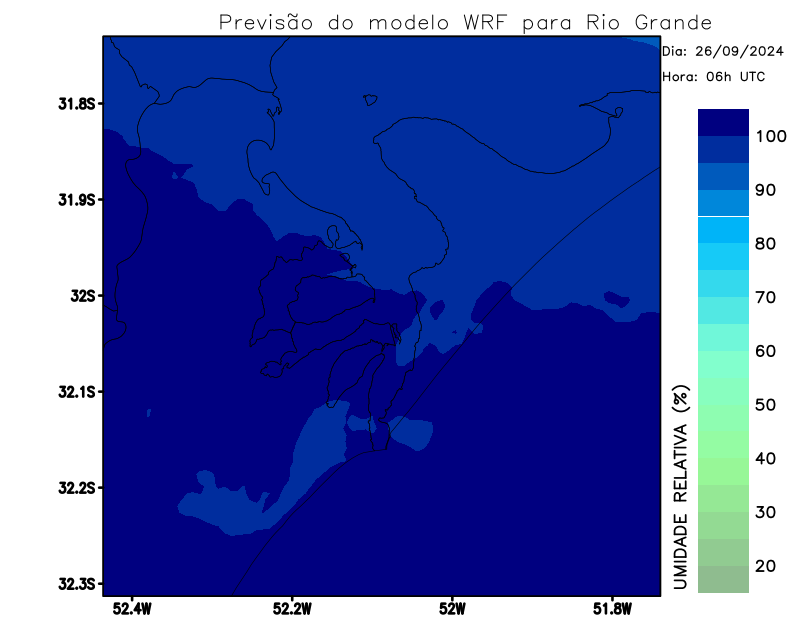 Previsão do modelo WRF para Rio Grande
Dia: 26/09/2024
Hora: 06h UTC
31.8S
31.9S
32S
32.1S
32.2S
32.3S
52.4W
52.2W
52W
51.8W
100
90
80
70
60
50
40
30
20
UMIDADE RELATIVA (%)